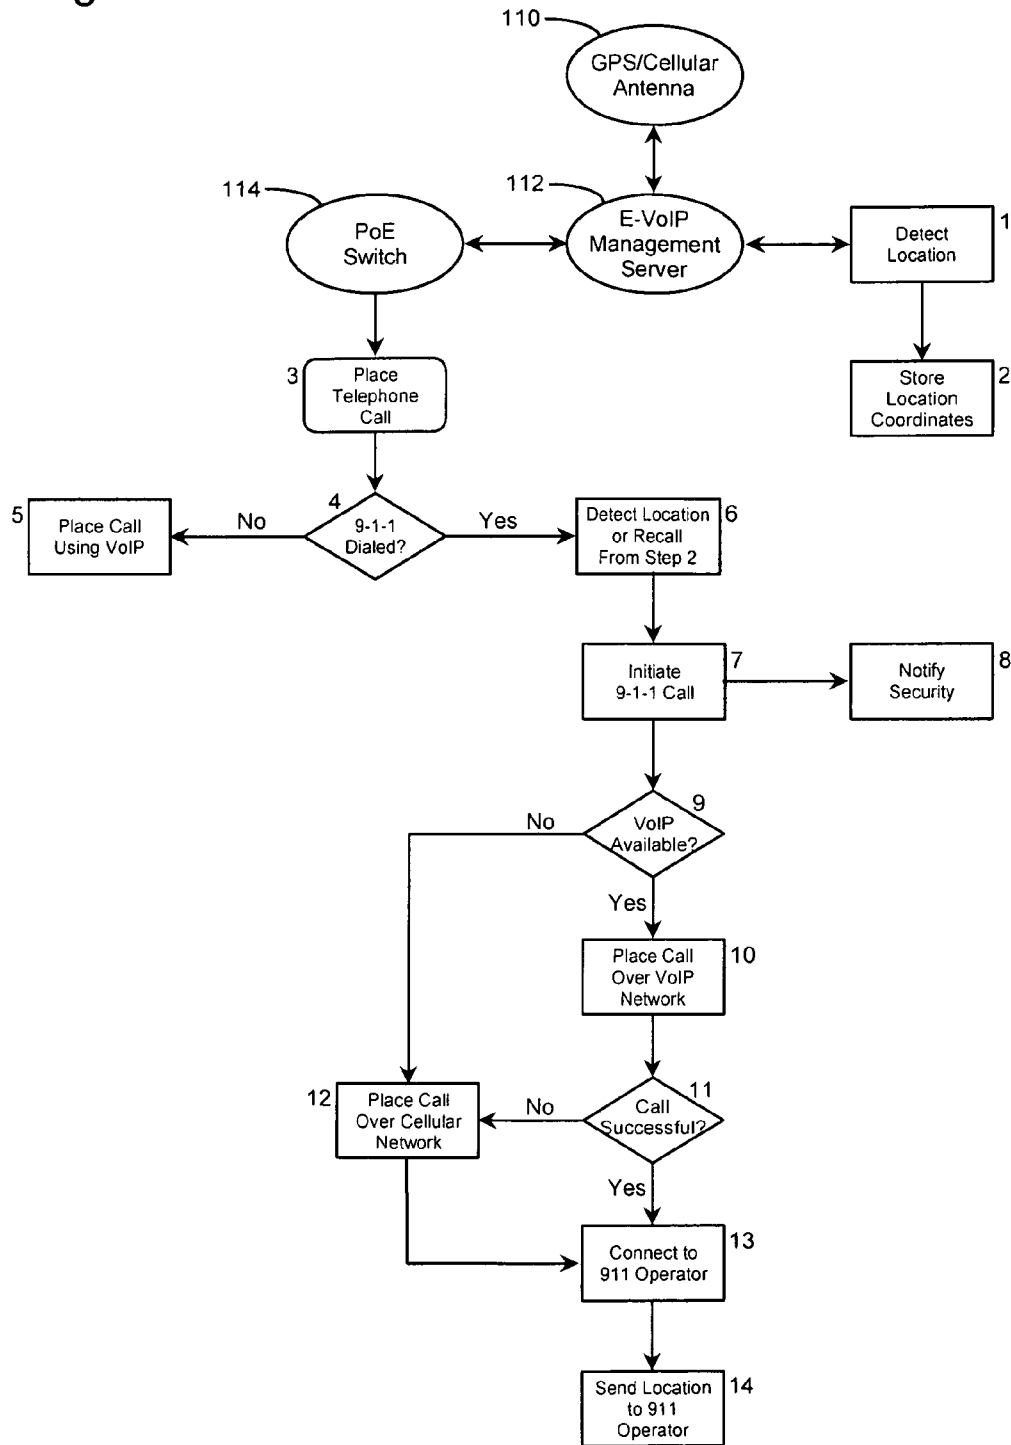 110
GPS/Cellular
Antenna
114
112
PoE
Switch
E-VoIP
Management
Server
1
Detect
Location
3
Place
Telephone
Call
2
Store
Location
Coordinates
5
Place Call
Using VoIP
No
4
9-1-1
Dialed?
Yes
6
Detect Location
or Recall
From Step 2
7
Initiate
9-1-1 Call
8
Notify
Security
9
VoIP
Available?
No
Yes
10
Place Call
Over VoIP
Network
12
Place Call
Over Cellular
Network
No
11
Call
Successful?
Yes
13
Connect to
911 Operator
14
Send Location
to 911
Operator